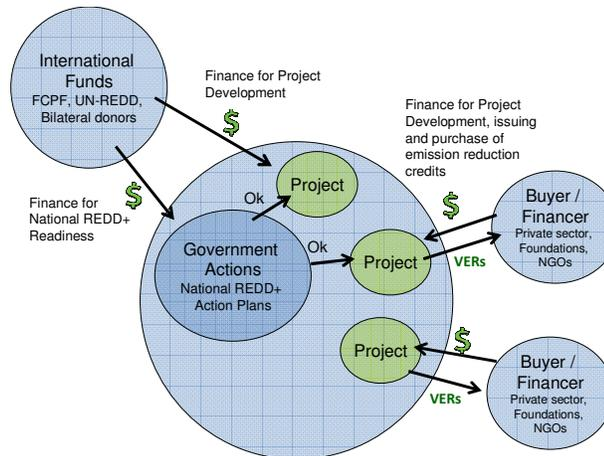 International
Funds
FCPF, UN-REDD,
Bilateral donors
Finance for Project
Development
$
Finance for Project
Development, issuing
and purchase of
emission reduction
credits
$
Finance for
National REDD+
Readiness
$
Ok
Project
Government
Actions
National REDD+
Action Plans
Ok
Project
VERs
Buyer /
Financer
Private sector,
Foundations,
NGOs
Project
$
VERs
Buyer /
Financer
Private sector,
Foundations,
NGOs